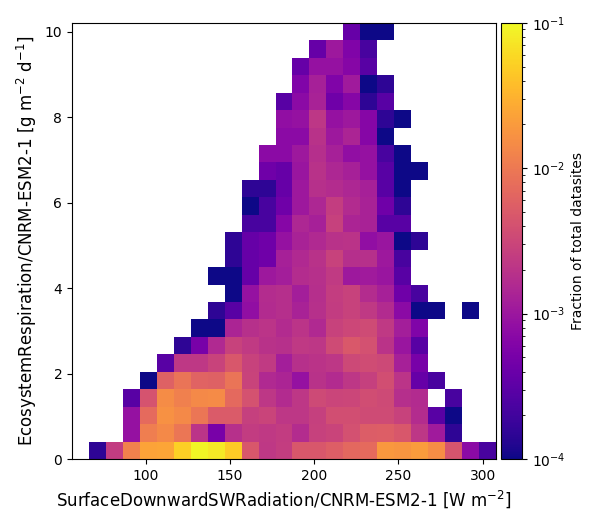 10
8
6
4
2
0
EcosystemRespiration/CNRM-ESM2-1 [g m⁻² d⁻¹]
100 150 200 250 300
SurfaceDownwardSWRadiation/CNRM-ESM2-1 [W m⁻²]
10⁻¹
10⁻²
10⁻³
10⁻⁴
Fraction of total datasites